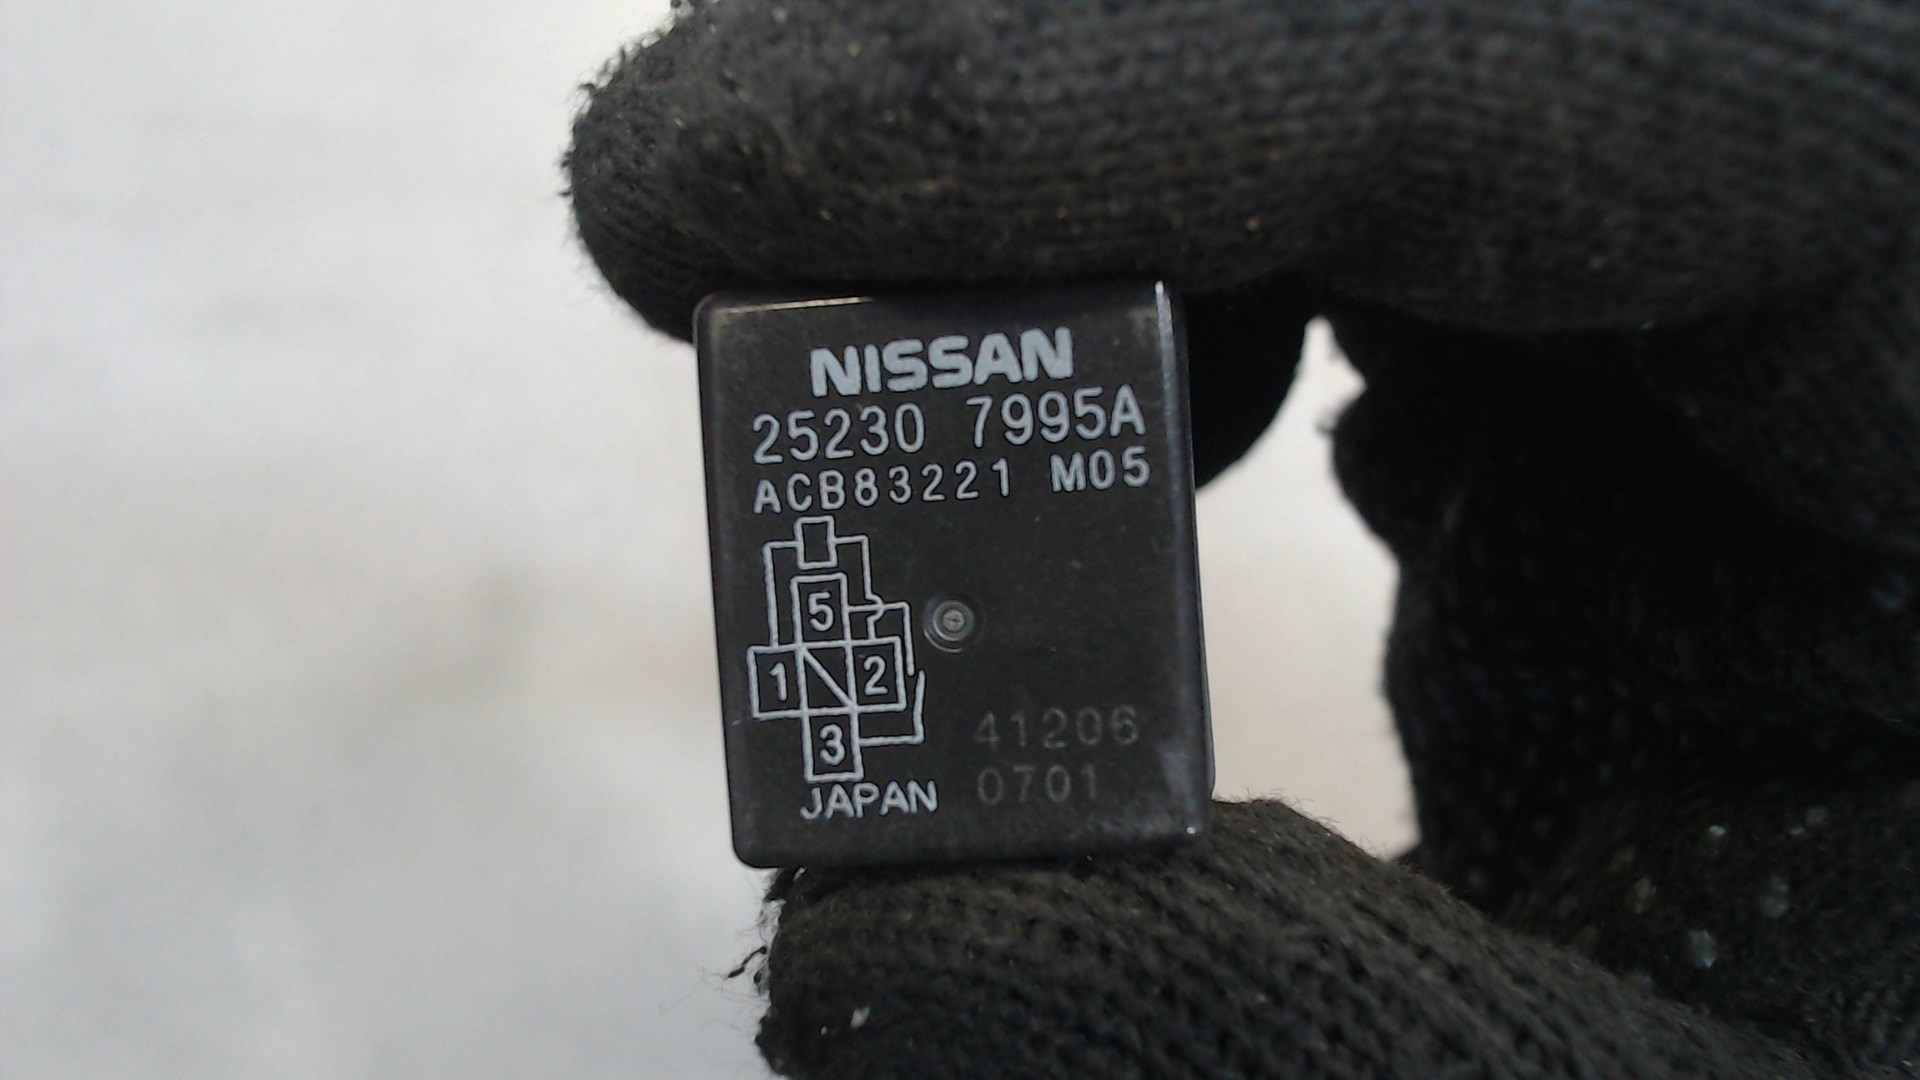 NISSAN
25230 7995A
ACB83221 M05
5
1 2
3
41206
JAPAN
0701